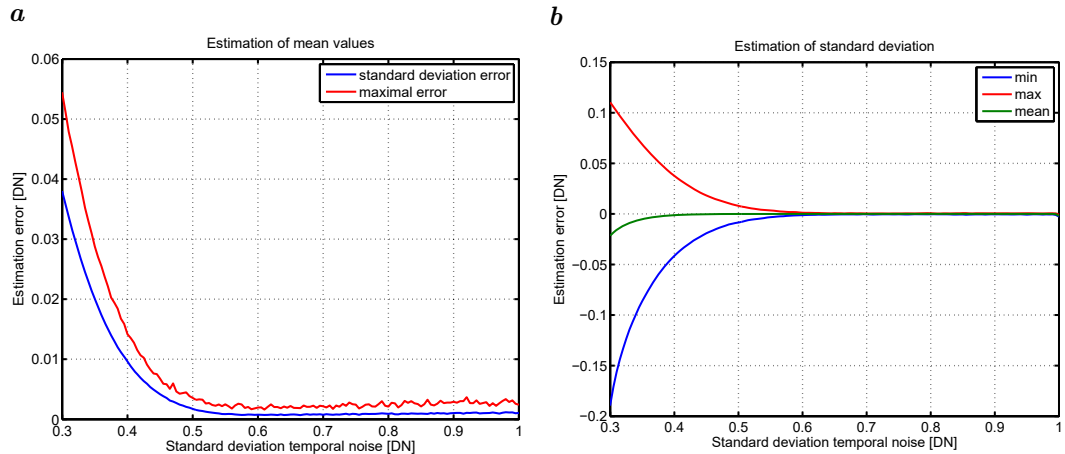 a
Estimation of mean values
0.06
0.05
0.04
0.03
0.02
0.01
0
Estimation error [DN]
standard deviation error
maximal error
0.3 0.4 0.5 0.6 0.7 0.8 0.9 1
Standard deviation temporal noise [DN]
b
Estimation of standard deviation
0.15
0.1
0.05
0
−0.05
−0.1
−0.15
−0.2
Estimation error [DN]
min
max
mean
0.3 0.4 0.5 0.6 0.7 0.8 0.9 1
Standard deviation temporal noise [DN]